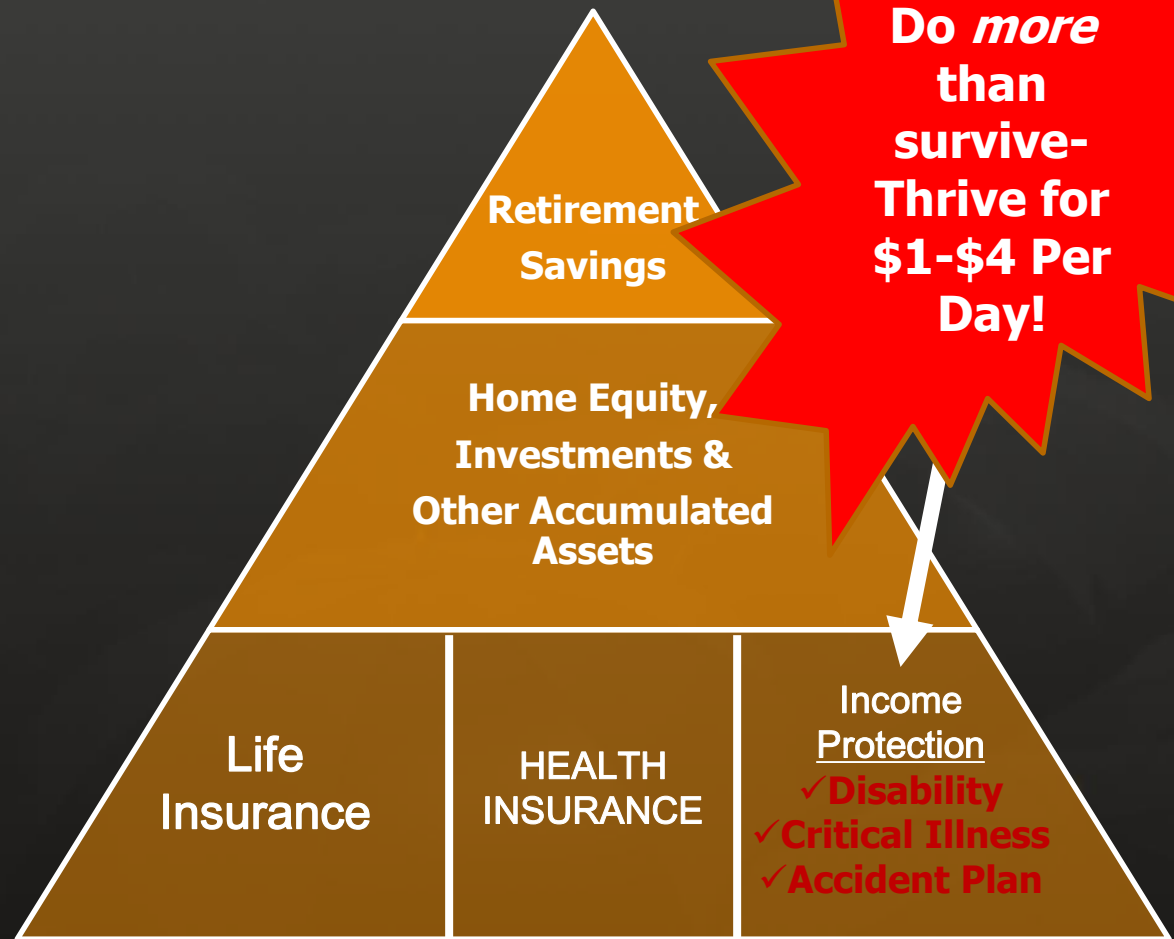 Do more
than
survive-
Thrive for
$1-$4 Per
Day!
Retirement
Savings
Home Equity,
Investments &
Other Accumulated
Assets
Life
Insurance
HEALTH
INSURANCE
Income
Protection
✓Disability
✓Critical Illness
✓Accident Plan